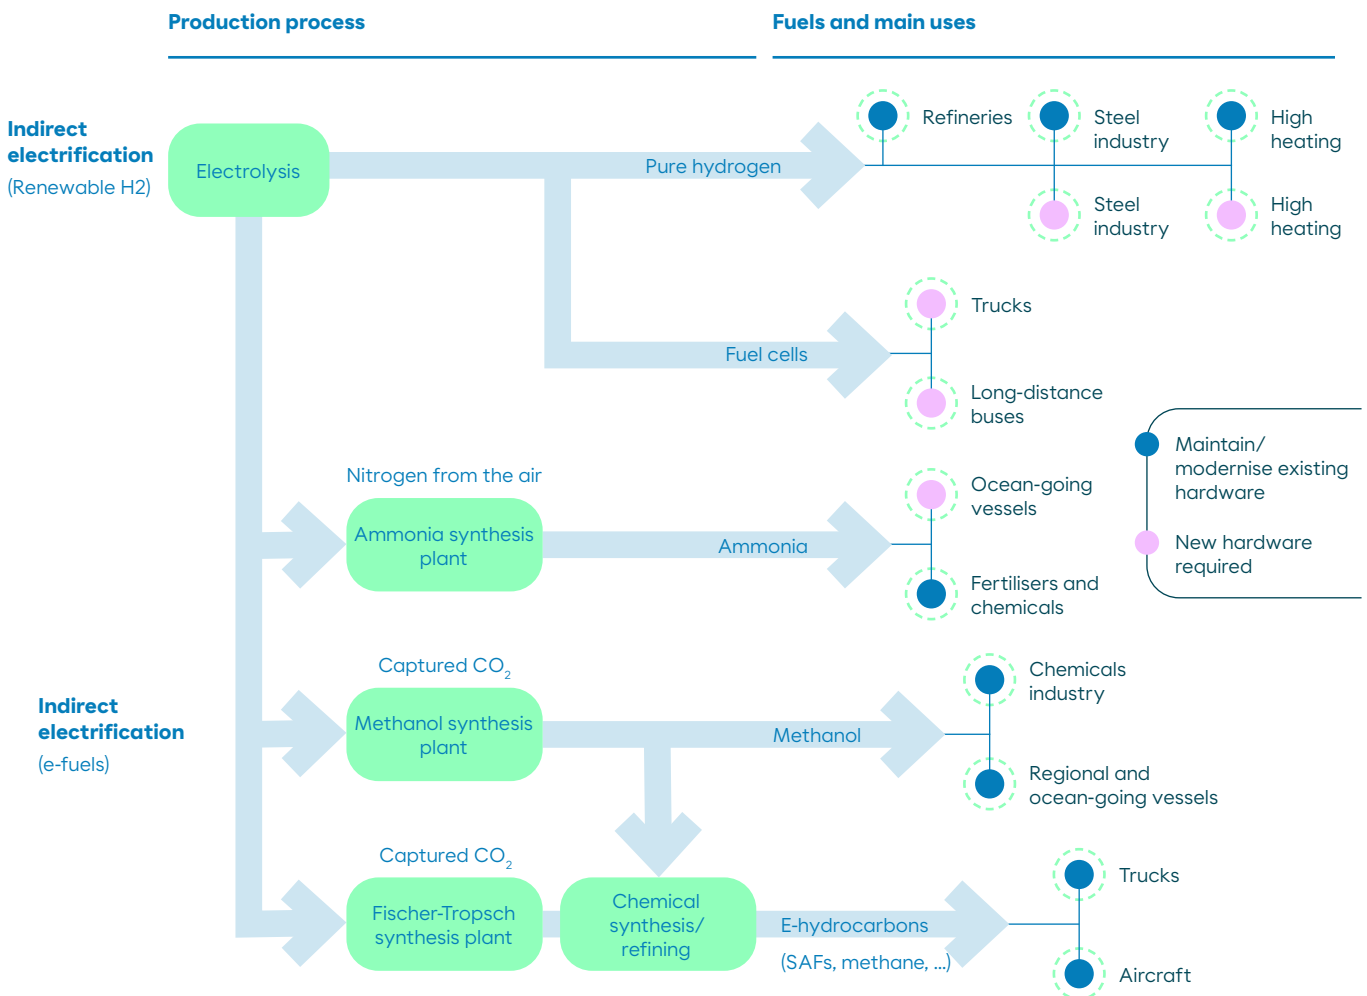 Production process
Fuels and main uses
Indirect
electrification
(Renewable H2)
Electrolysis
Pure hydrogen
Refineries
Steel
industry
High
heating
Steel
industry
High
heating
Fuel cells
Trucks
Long-distance
buses
Maintain/
modernise existing
hardware
New hardware
required
Nitrogen from the air
Ammonia synthesis
plant
Ammonia
Ocean-going
vessels
Fertilisers and
chemicals
Indirect
electrification
(e-fuels)
Captured CO₂
Methanol synthesis
plant
Methanol
Chemicals
industry
Regional and
ocean-going vessels
Captured CO₂
Fischer-Tropsch
synthesis plant
Chemical
synthesis/
refining
E-hydrocarbons
(SAFs, methane, ...)
Trucks
Aircraft